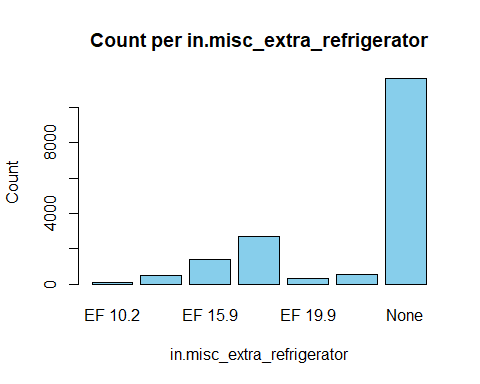 Count per in.misc_extra_refrigerator
8000
4000
0
Count
EF 10.2 EF 15.9 EF 19.9 None
in.misc_extra_refrigerator